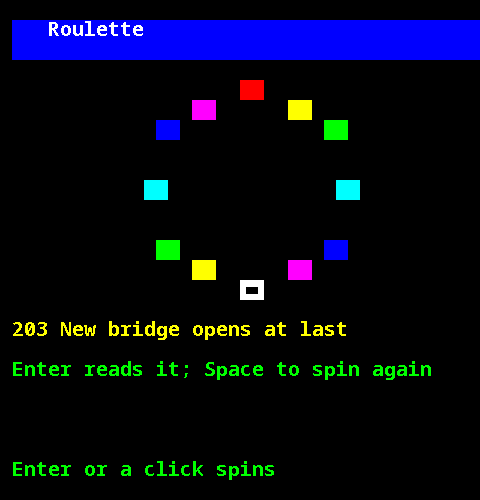 Roulette
203 New bridge opens at last
Enter reads it; Space to spin again
Enter or a click spins